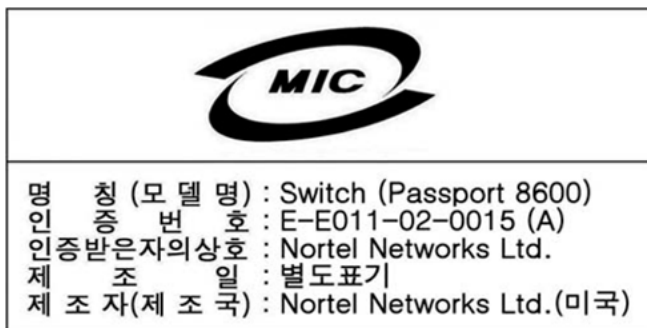 MIC
명 칭 (모 델 명) : Switch (Passport 8600)
인 증 번 호 : E-E011-02-0015 (A)
인증받은자의상호 : Nortel Networks Ltd.
제 조 일 : 별도표기
제 조 자(제 조 국) : Nortel Networks Ltd.(미국)